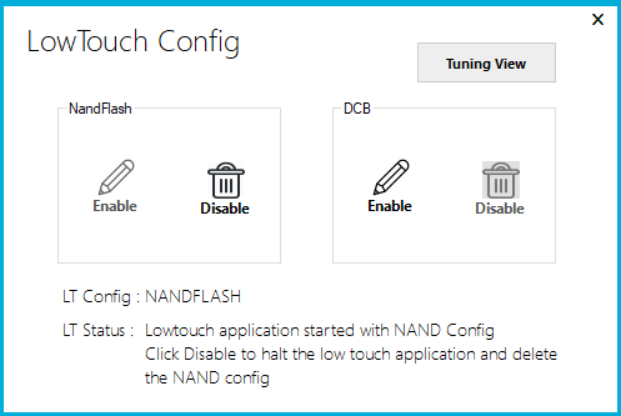 LowTouch Config
Tuning View
NandFlash
Enable
Disable
DCB
Enable
Disable
LT Config : NANDFLASH
LT Status : Lowtouch application started with NAND Config
Click Disable to halt the low touch application and delete
the NAND config